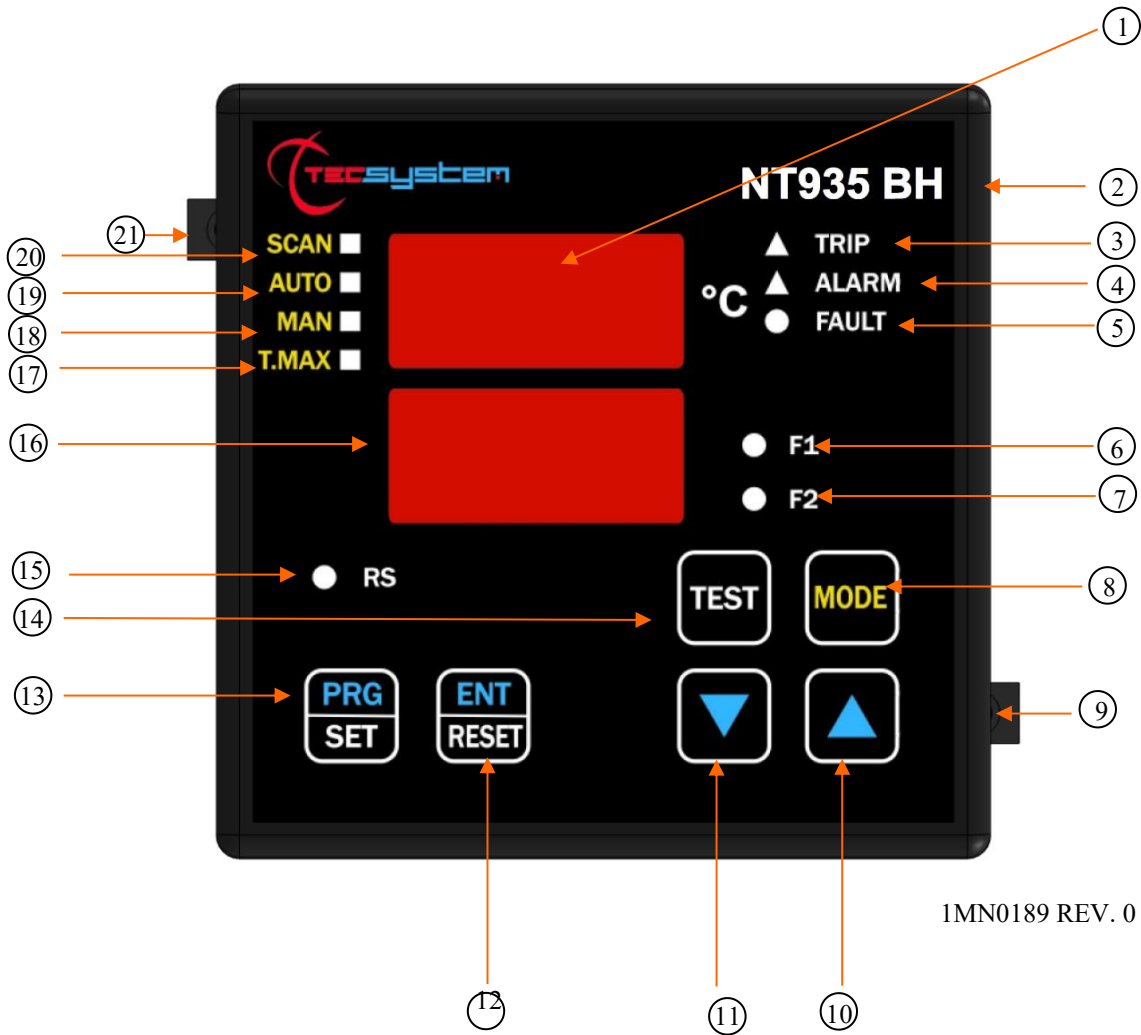 1
TECSYSTEM
NT935 BH
2
21
SCAN
TRIP
3
20
AUTO
°C
ALARM
4
19
MAN
FAULT
5
18
T.MAX
17
16
F1
6
F2
7
15
RS
TEST
MODE
8
14
13
PRG
SET
ENT
RESET
9
1MN0189 REV. 0
12
11
10